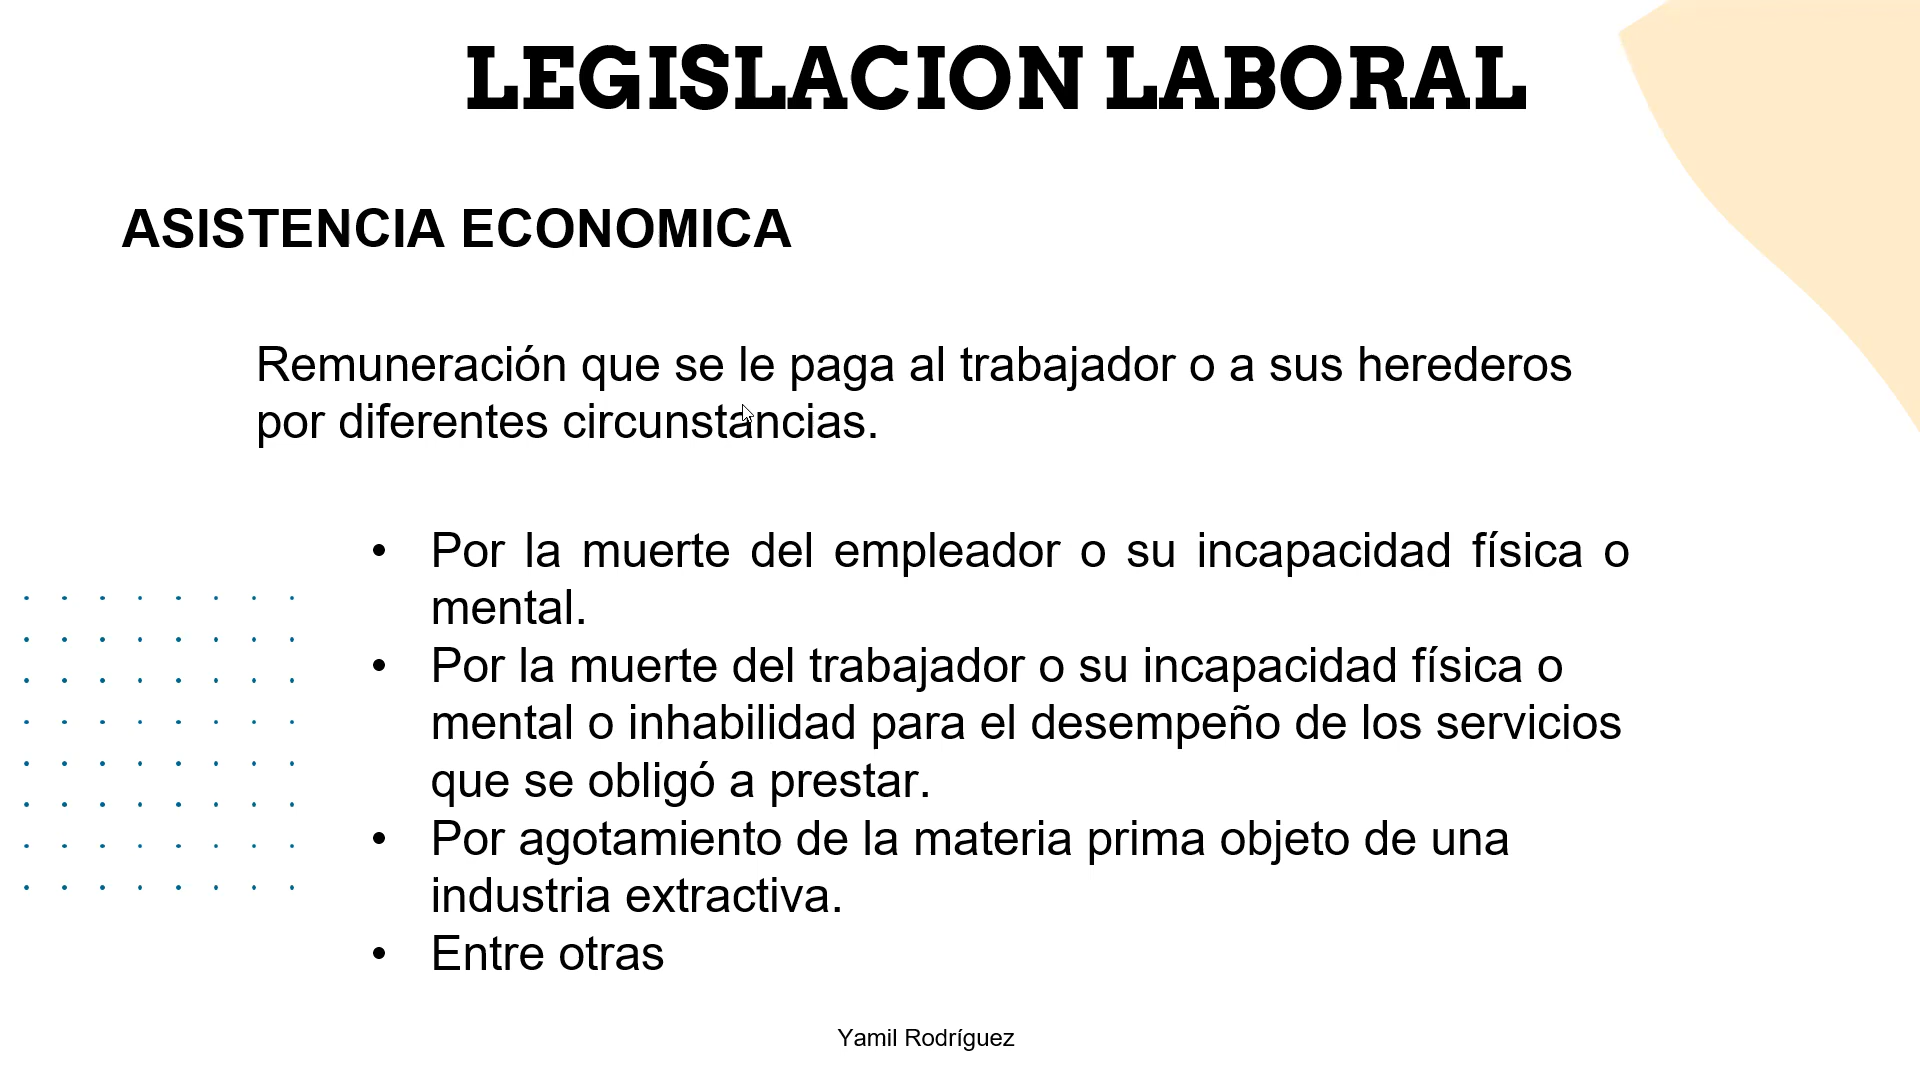 LEGISLACION LABORAL
ASISTENCIA ECONOMICA
Remuneración que se le paga al trabajador o a sus herederos
por diferentes circunstancias.
• Por la muerte del empleador o su incapacidad física o
mental.
• Por la muerte del trabajador o su incapacidad física o
mental o inhabilidad para el desempeño de los servicios
que se obligó a prestar.
• Por agotamiento de la materia prima objeto de una
industria extractiva.
• Entre otras
Yamil Rodríguez